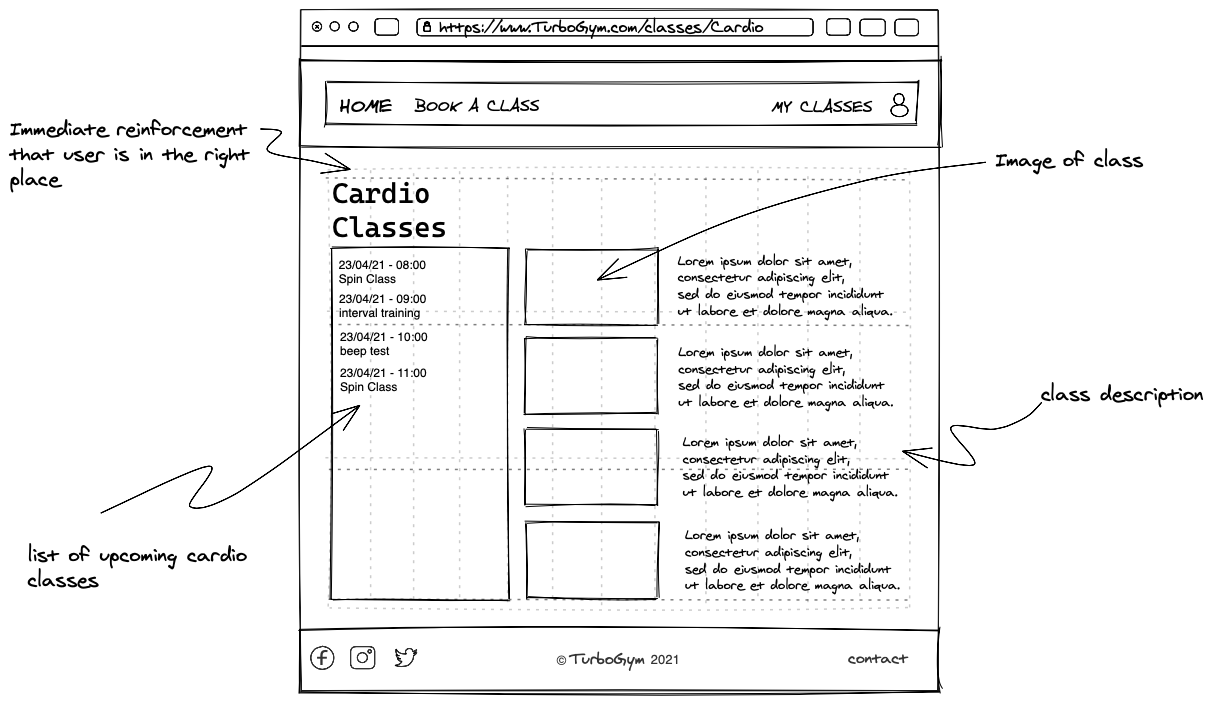 https://www.TurboGym.com/classes/Cardio
HOME BOOK A CLASS MY CLASSES
Immediate reinforcement
that user is in the right
place
Image of class
Cardio
Classes
23/04/21 - 08:00
Spin Class
23/04/21 - 09:00
interval training
23/04/21 - 10:00
beep test
23/04/21 - 11:00
Spin Class
Lorem ipsum dolor sit amet,
consectetur adipiscing elit,
sed do eiusmod tempor incididunt
ut labore et dolore magna aliqua.
Lorem ipsum dolor sit amet,
consectetur adipiscing elit,
sed do eiusmod tempor incididunt
ut labore et dolore magna aliqua.
Lorem ipsum dolor sit amet,
consectetur adipiscing elit,
sed do eiusmod tempor incididunt
ut labore et dolore magna aliqua.
Lorem ipsum dolor sit amet,
consectetur adipiscing elit,
sed do eiusmod tempor incididunt
ut labore et dolore magna aliqua.
class description
list of upcoming cardio
classes
© TurboGym 2021
contact